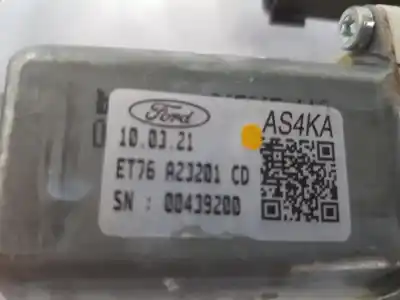 Ford
AS4KA
10.03.21
ET76 A23201 CD
SN : 00439200